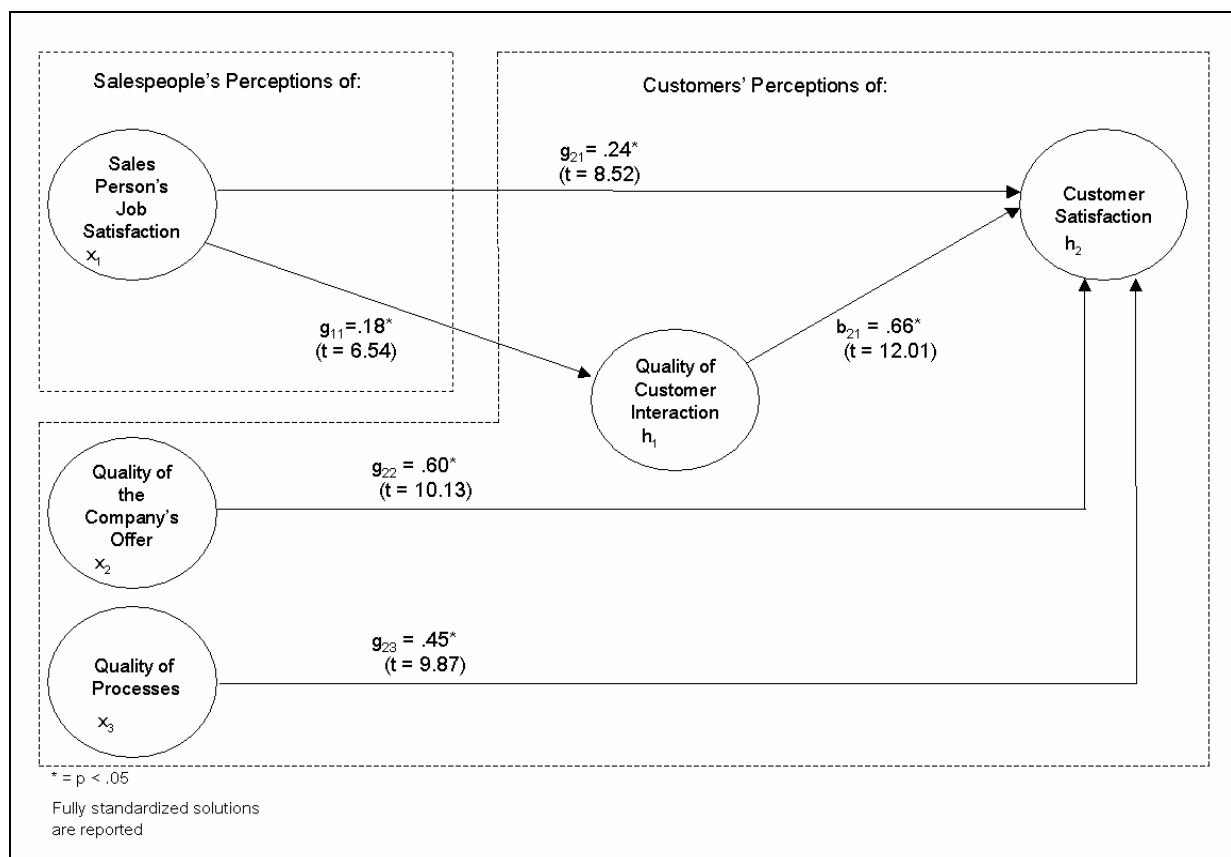 Salespeople's Perceptions of:
Customers' Perceptions of:
Sales
Person's
Job
Satisfaction
x₁
g₂₁ = .24*
(t = 8.52)
Customer
Satisfaction
h₂
g₁₁=.18*
(t = 6.54)
b₂₁ = .66*
(t = 12.01)
Quality of
Customer
Interaction
h₁
Quality of
the
Company's
Offer
x₂
g₂₂ = .60*
(t = 10.13)
Quality of
Processes
x₃
g₂₃ = .45*
(t = 9.87)
* = p < .05
Fully standardized solutions
are reported